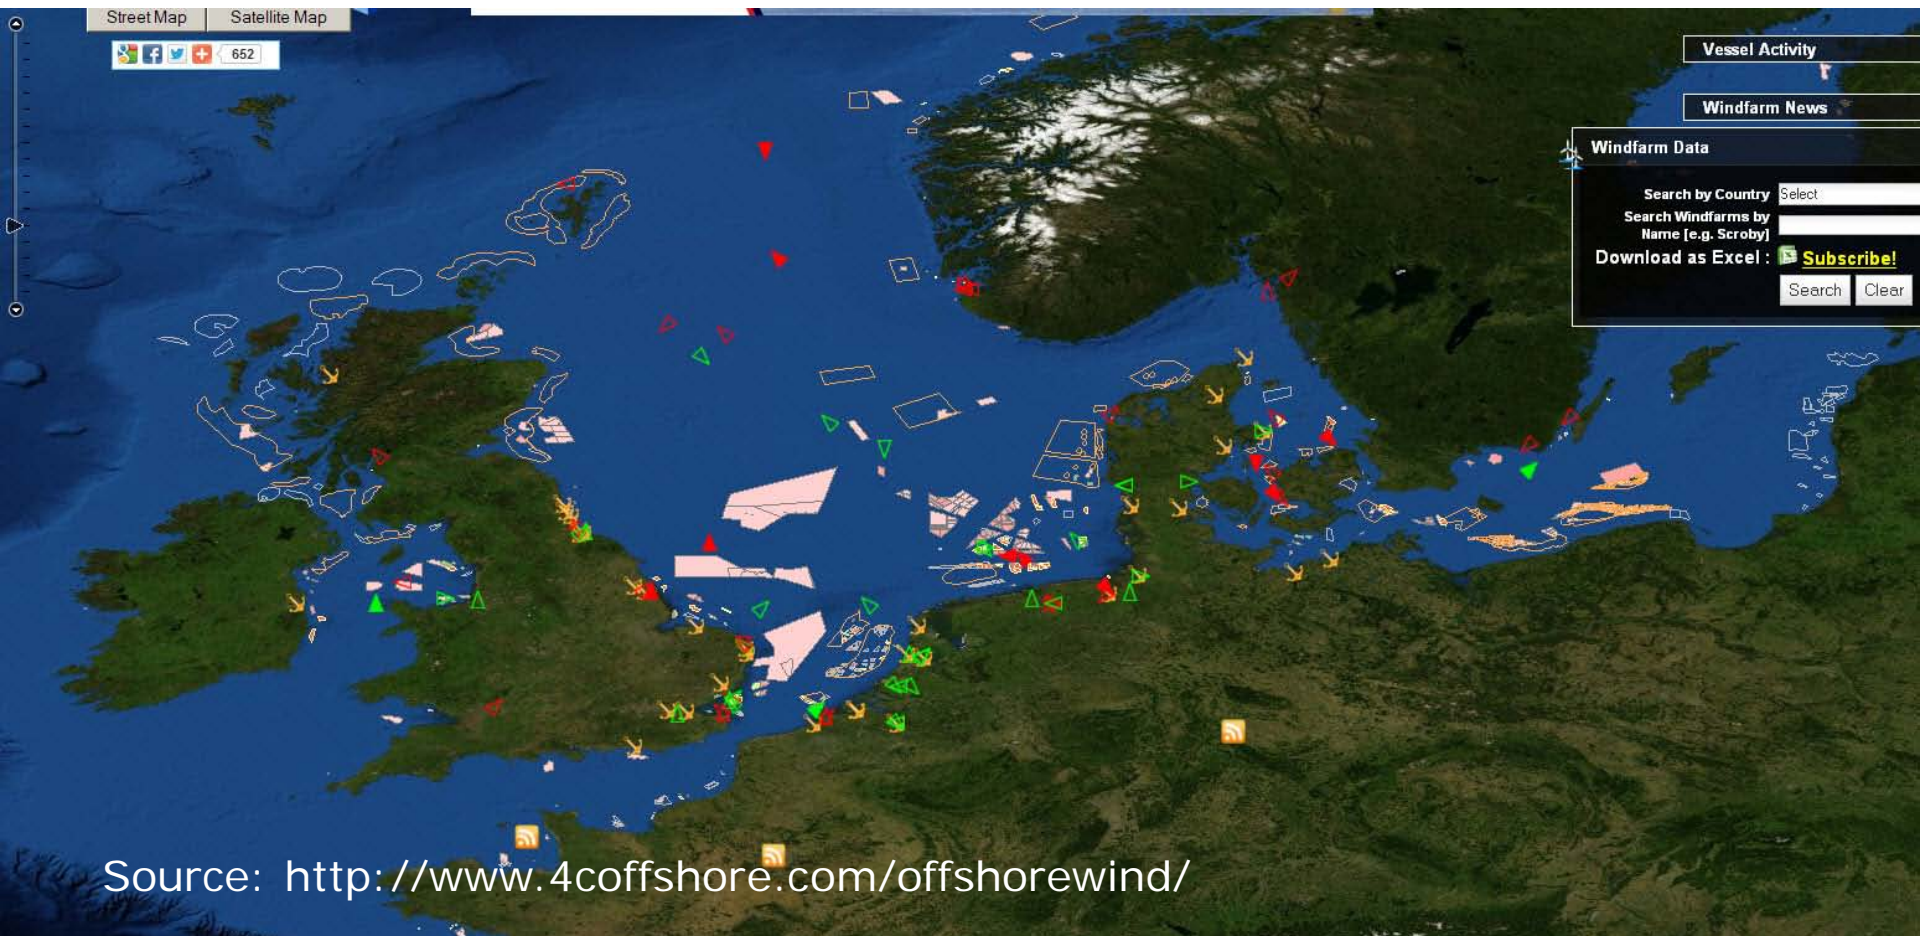 Street Map
Satellite Map
652
Vessel Activity
Windfarm News
Windfarm Data
Search by Country
Select
Search Windfarms by
Name [e.g. Scroby]
Download as Excel :
Subscribe!
Search
Clear
Source: http://www.4coffshore.com/offshorewind/